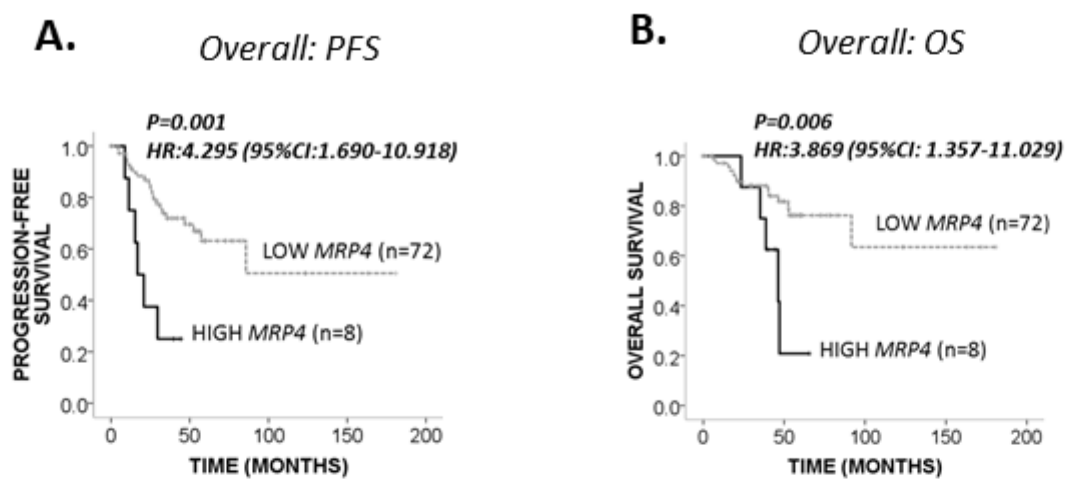 A.
Overall: PFS
P=0.001
HR:4.295 (95%CI:1.690-10.918)
PROGRESSION-FREE
SURVIVAL
1.0
0.8
0.6
0.4
0.2
0.0
LOW MRP4 (n=72)
HIGH MRP4 (n=8)
0 50 100 150 200
TIME (MONTHS)
B.
Overall: OS
P=0.006
HR:3.869 (95%CI: 1.357-11.029)
OVERALL SURVIVAL
1.0
0.8
0.6
0.4
0.2
0.0
LOW MRP4 (n=72)
HIGH MRP4 (n=8)
0 50 100 150 200
TIME (MONTHS)